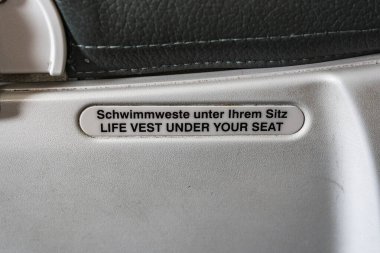 Schwimmweste unter Ihrem Sitz
LIFE VEST UNDER YOUR SEAT